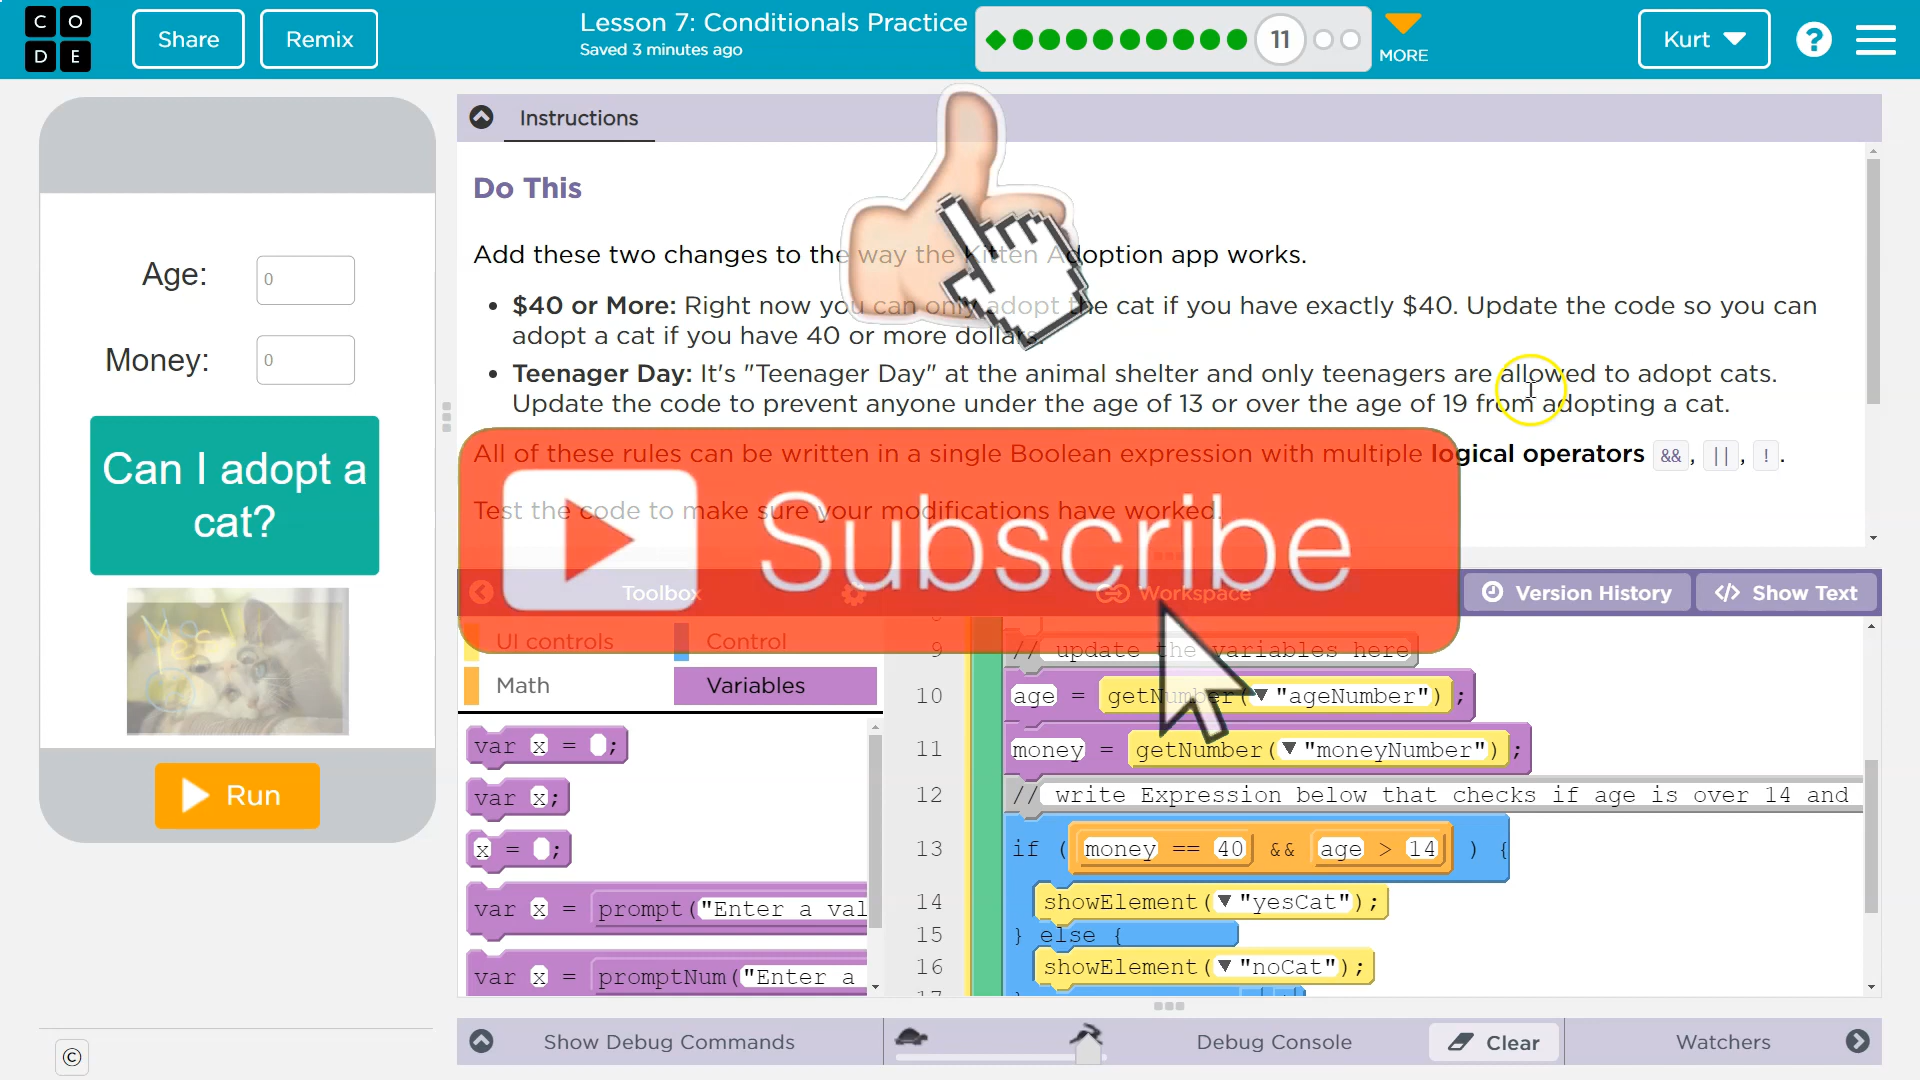 CODE
Share
Remix
Lesson 7: Conditionals Practice
Saved 3 minutes ago
11
MORE
Kurt
?
Instructions
Do This
Add these two changes to the way the Kitten Adoption app works.
• $40 or More: Right now you can only adopt the cat if you have exactly $40. Update the code so you can
adopt a cat if you have 40 or more dollars.
• Teenager Day: It's "Teenager Day" at the animal shelter and only teenagers are allowed to adopt cats.
Update the code to prevent anyone under the age of 13 or over the age of 19 from adopting a cat.
All of these rules can be written in a single Boolean expression with multiple logical operators &&, ||, !.
Test the code to make sure your modifications have worked.
Subscribe
Age: 0
Money: 0
Can I adopt a
cat?
Yes!
Run
©
Toolbox
Workspace
Version History
</> Show Text
UI controls
Control
Math
Variables
var x = ;
var x;
x = ;
var x = prompt("Enter a val
var x = promptNum("Enter a
9 // update the variables here
10 age = getNumber(▼ "ageNumber");
11 money = getNumber(▼ "moneyNumber");
12 // write Expression below that checks if age is over 14 and
13 if ( money == 40 && age > 14 ) {
14 showElement(▼ "yesCat");
15 } else {
16 showElement(▼ "noCat");
17 }
Show Debug Commands
Debug Console
Clear
Watchers